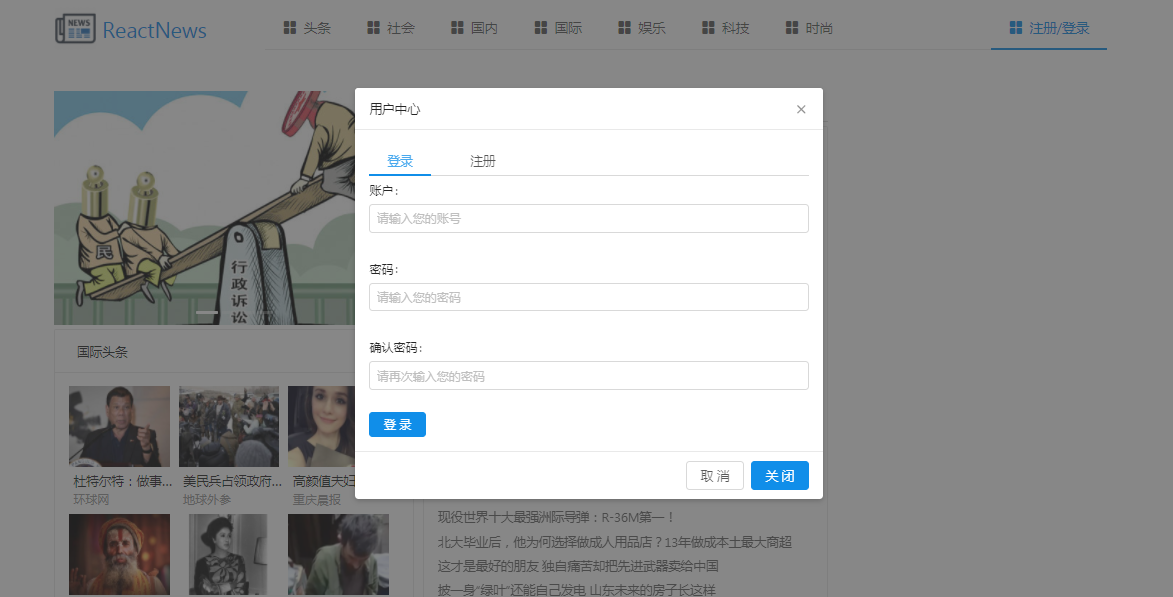 NEWS ReactNews 头条 社会 国内 国际 娱乐 科技 时尚 注册/登录
用户中心 ×
登录 注册
账户:
请输入您的账号
密码:
请输入您的密码
确认密码:
请再次输入您的密码
登 录
取 消 关 闭
民
行政诉讼
国际头条
杜特尔特：做事... 美民兵占领政府... 高颜值夫妇
环球网 地球外参 重庆晨报
现役世界十大最强洲际导弹：R-36M第一！
北大毕业后，他为何选择做成人用品店？13年做成本土最大商超
这才是最好的朋友 独自痛苦却把先进武器卖给中国
披一身“绿叶”还能自己发电 山东未来的房子长这样